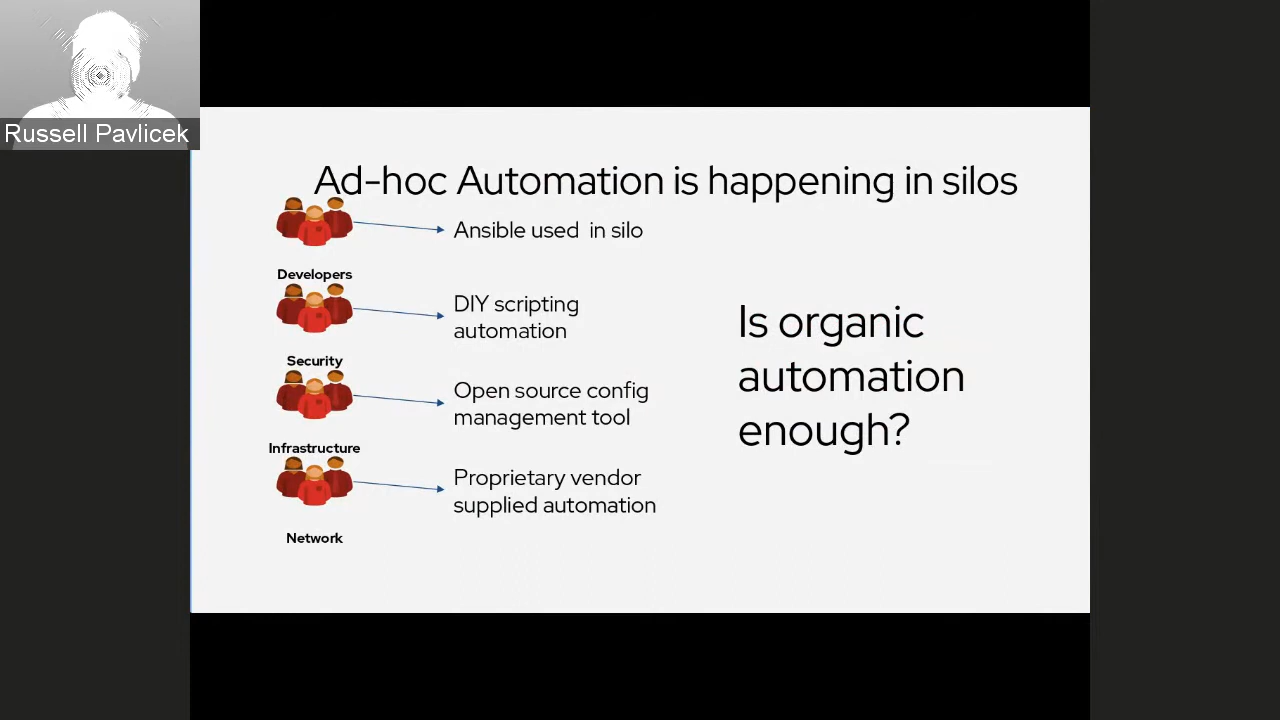 Russell Pavlicek
Ad-hoc Automation is happening in silos
Ansible used in silo
Developers
DIY scripting
automation
Security
Open source config
management tool
Infrastructure
Proprietary vendor
supplied automation
Network
Is organic
automation
enough?